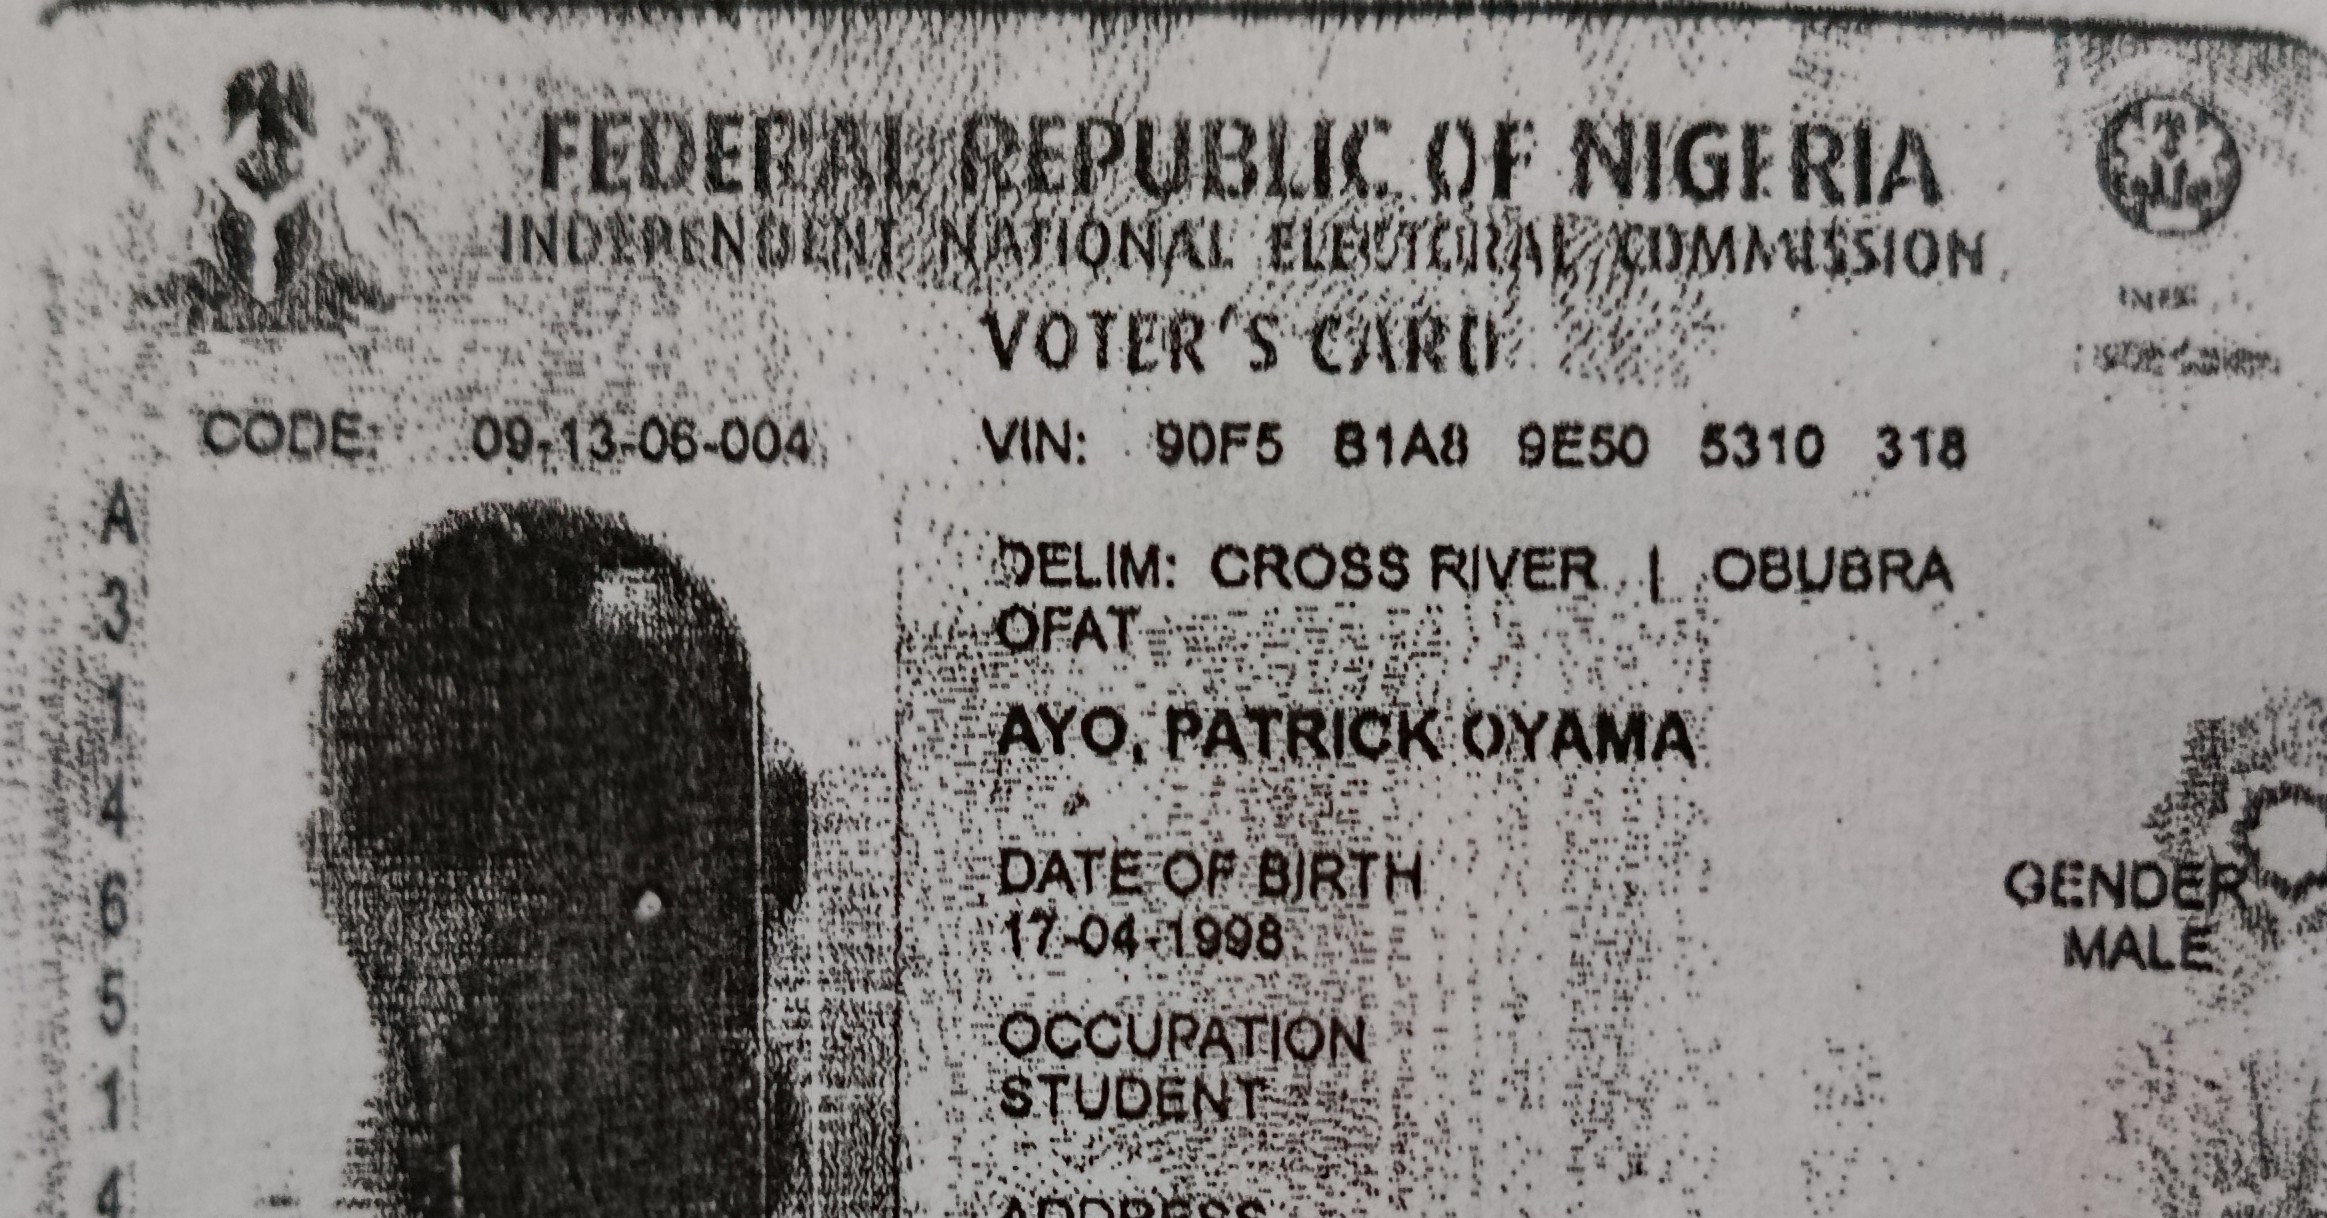 FEDERAL REPUBLIC OF NIGERIA
INDEPENDENT NATIONAL ELECTORAL COMMISSION
VOTER'S CARD
CODE: 09-13-06-004
VIN: 90F5 B1A8 9E50 5310 318
DELIM: CROSS RIVER | OBUBRA
OFAT
AYO, PATRICK OYAMA
DATE OF BIRTH
17-04-1998
GENDER
MALE
OCCUPATION
STUDENT
ADDRESS
A
3
1
4
6
5
1
4
INEC